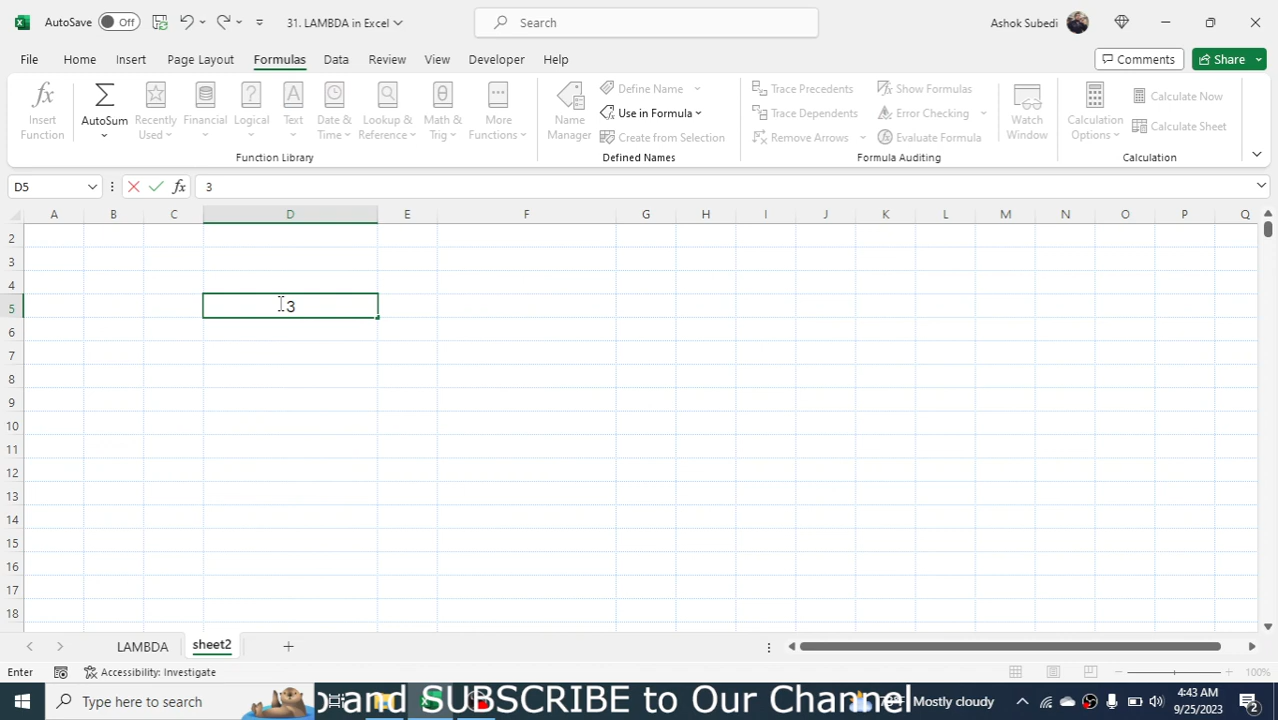 AutoSave Off 31. LAMBDA in Excel Search Ashok Subedi
File Home Insert Page Layout Formulas Data Review View Developer Help Comments Share
Insert Function
AutoSum
Recently Used
Financial
Logical
Text
Date & Time
Lookup & Reference
Math & Trig
More Functions
Function Library
Name Manager
Define Name
Use in Formula
Create from Selection
Defined Names
Trace Precedents
Trace Dependents
Remove Arrows
Show Formulas
Error Checking
Evaluate Formula
Formula Auditing
Watch Window
Calculation Options
Calculate Now
Calculate Sheet
Calculation
D5 fx 3
A B C D E F G H I J K L M N O P Q
2
3
4
5 3
6
7
8
9
10
11
12
13
14
15
16
17
18
LAMBDA sheet2
Enter Accessibility: Investigate 100%
Type here to search and SUBSCRIBE to Our Channel Mostly cloudy 4:43 AM
9/25/2023 2